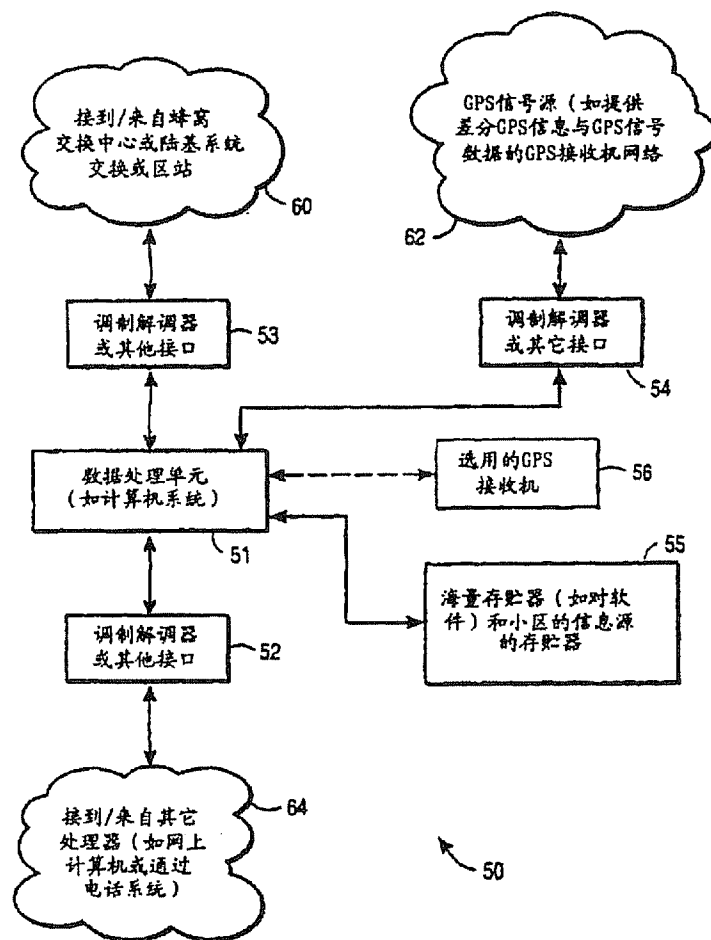 接到/来自蜂窝
交换中心或陆基系统
交换或区站
60
GPS信号源(如提供
差分GPS信息与GPS信号
数据的GPS接收机网络
62
调制解调器
或其他接口
53
调制解调器
或其它接口
54
数据处理单元
(如计算机系统)
51
选用的GPS
接收机
56
55
海量存贮器(如对软
件)和小区的信息源
的存贮器
调制解调器
或其他接口
52
64
接到/来自其它
处理器(如网上
计算机或通过
电话系统)
50